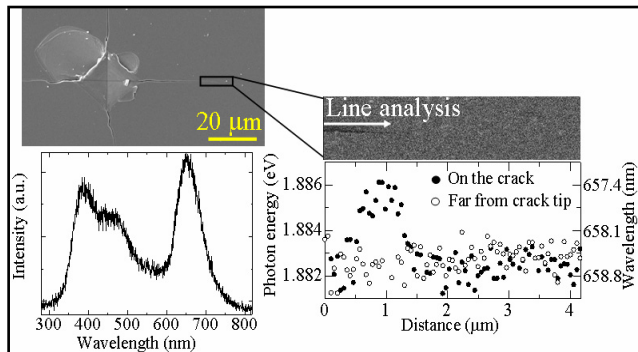 20 μm
Line analysis
Intensity (a.u.)
300 400 500 600 700 800
Wavelength (nm)
Photon energy (eV)
1.886
1.884
1.882
On the crack
Far from crack tip
657.4
658.1
658.8
Wavelength (nm)
0 1 2 3 4
Distance (μm)